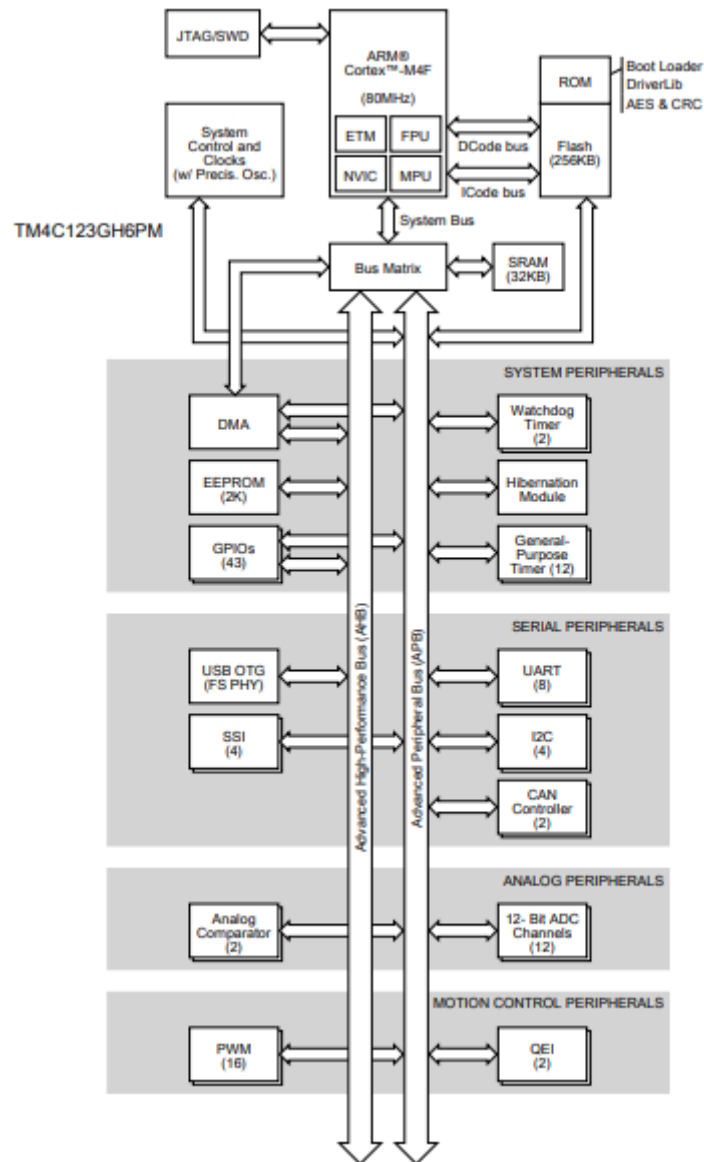 JTAG/SWD
ARM®
Cortex™-M4F
(80MHz)
ETM
FPU
NVIC
MPU
ROM
Boot Loader
DriverLib
AES & CRC
Flash
(256KB)
DCode bus
ICode bus
System
Control and
Clocks
(w/ Precis. Osc.)
TM4C123GH6PM
System Bus
Bus Matrix
SRAM
(32KB)
SYSTEM PERIPHERALS
DMA
Watchdog
Timer
(2)
EEPROM
(2K)
Hibernation
Module
GPIOs
(43)
General-
Purpose
Timer (12)
Advanced High-Performance Bus (AHB)
Advanced Peripheral Bus (APB)
SERIAL PERIPHERALS
USB OTG
(FS PHY)
UART
(8)
SSI
(4)
I2C
(4)
CAN
Controller
(2)
ANALOG PERIPHERALS
Analog
Comparator
(2)
12- Bit ADC
Channels
(12)
MOTION CONTROL PERIPHERALS
PWM
(16)
QEI
(2)